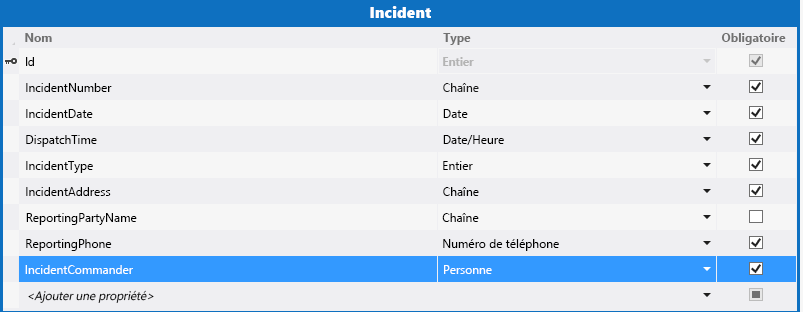 Incident
Nom Type Obligatoire
Id Entier
IncidentNumber Chaîne
IncidentDate Date
DispatchTime Date/Heure
IncidentType Entier
IncidentAddress Chaîne
ReportingPartyName Chaîne
ReportingPhone Numéro de téléphone
IncidentCommander Personne
<Ajouter une propriété>